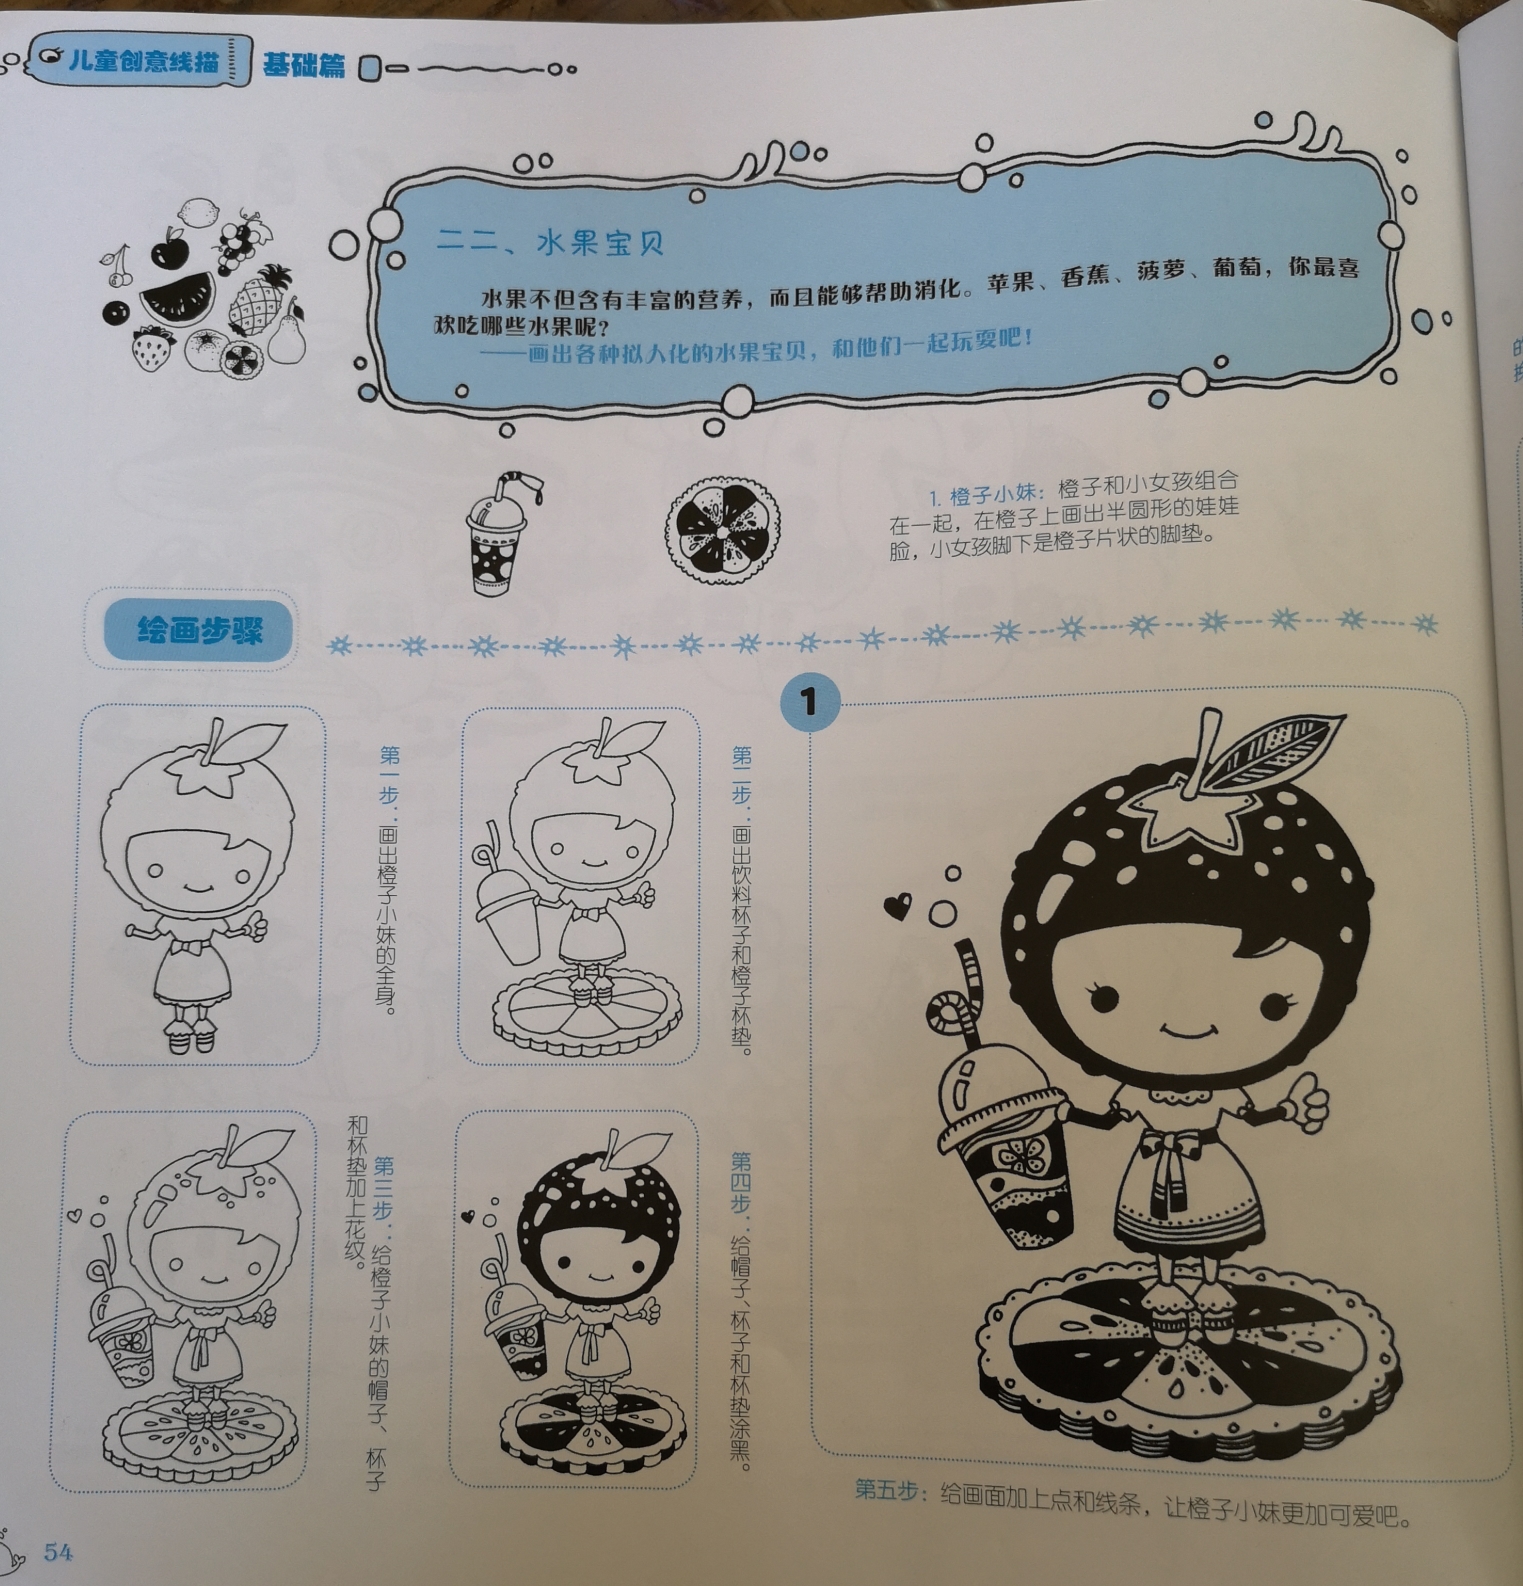 儿童创意线描 基础篇
二二、水果宝贝
水果不但含有丰富的营养，而且能够帮助消化。苹果、香蕉、菠萝、葡萄，你最喜
欢吃哪些水果呢？
——画出各种拟人化的水果宝贝，和他们一起玩耍吧！
1. 橙子小妹：橙子和小女孩组合
在一起，在橙子上画出半圆形的娃娃
脸，小女孩脚下是橙子片状的脚垫。
绘画步骤
第一步：画出橙子小妹的全身。
第二步：画出饮料杯子和橙子杯垫。
第三步：给橙子小妹的帽子、杯子
和杯垫加上花纹。
第四步：给帽子、杯子和杯垫涂黑。
1
第五步：给画面加上点和线条，让橙子小妹更加可爱吧。
54